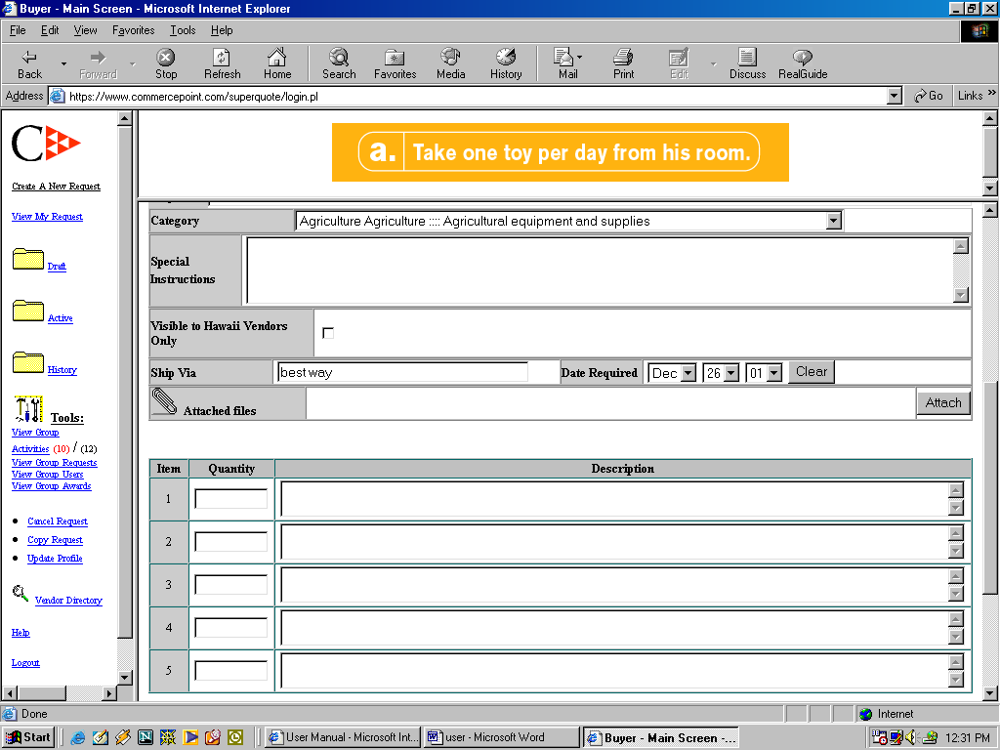 Buyer - Main Screen - Microsoft Internet Explorer
File Edit View Favorites Tools Help
Back Forward Stop Refresh Home Search Favorites Media History Mail Print Edit Discuss RealGuide
Address https://www.commercepoint.com/superquote/login.pl Go Links »
C
a. Take one toy per day from his room.
Create A New Request
View My Request
Draft
Active
History
Tools:
View Group
Activities (10) / (12)
View Group Requests
View Group Users
View Group Awards
Cancel Request
Copy Request
Update Profile
Vendor Directory
Help
Logout
Category Agriculture Agriculture :::: Agricultural equipment and supplies
Special
Instructions
Visible to Hawaii Vendors
Only
Ship Via best way Date Required Dec 26 01 Clear
Attached files Attach
Item Quantity Description
1
2
3
4
5
Done Internet
Start User Manual - Microsoft Int... user - Microsoft Word Buyer - Main Screen -... 12:31 PM